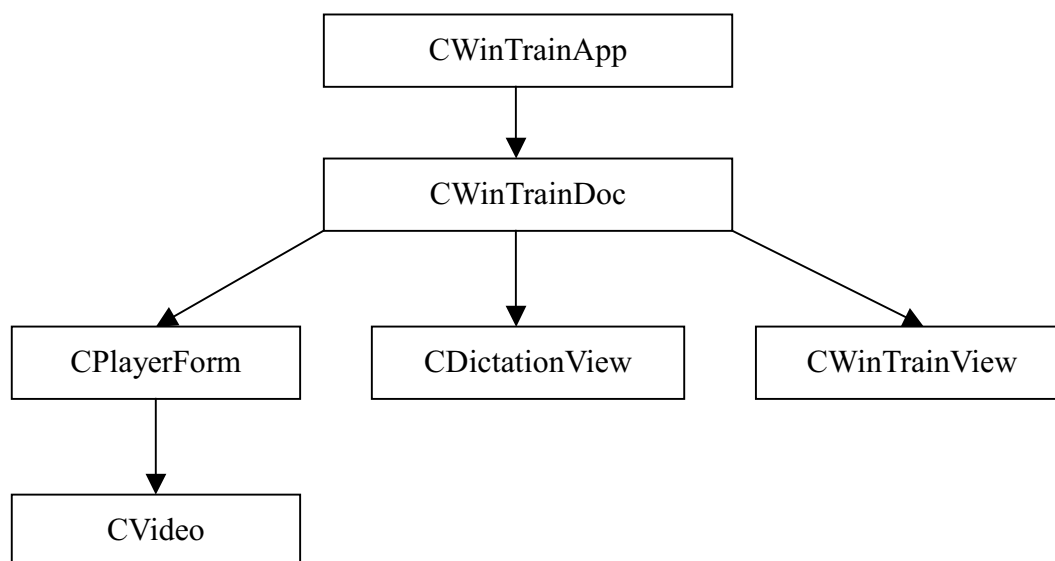 CWinTrainApp
CWinTrainDoc
CPlayerForm
CDictationView
CWinTrainView
CVideo